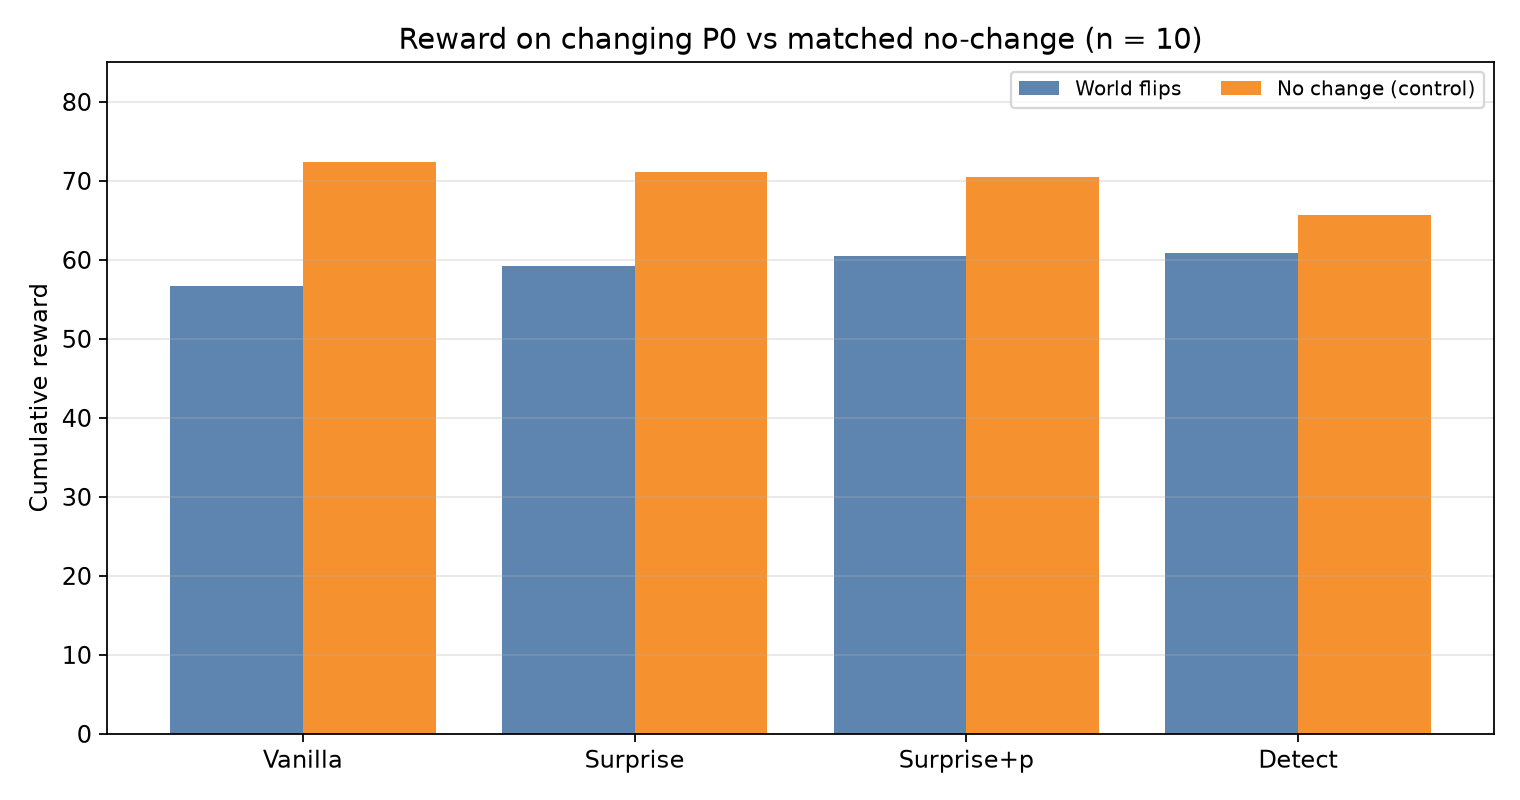 Reward on changing P0 vs matched no-change (n = 10)
World flips
No change (control)
Cumulative reward
80
70
60
50
40
30
20
10
0
Vanilla
Surprise
Surprise+p
Detect